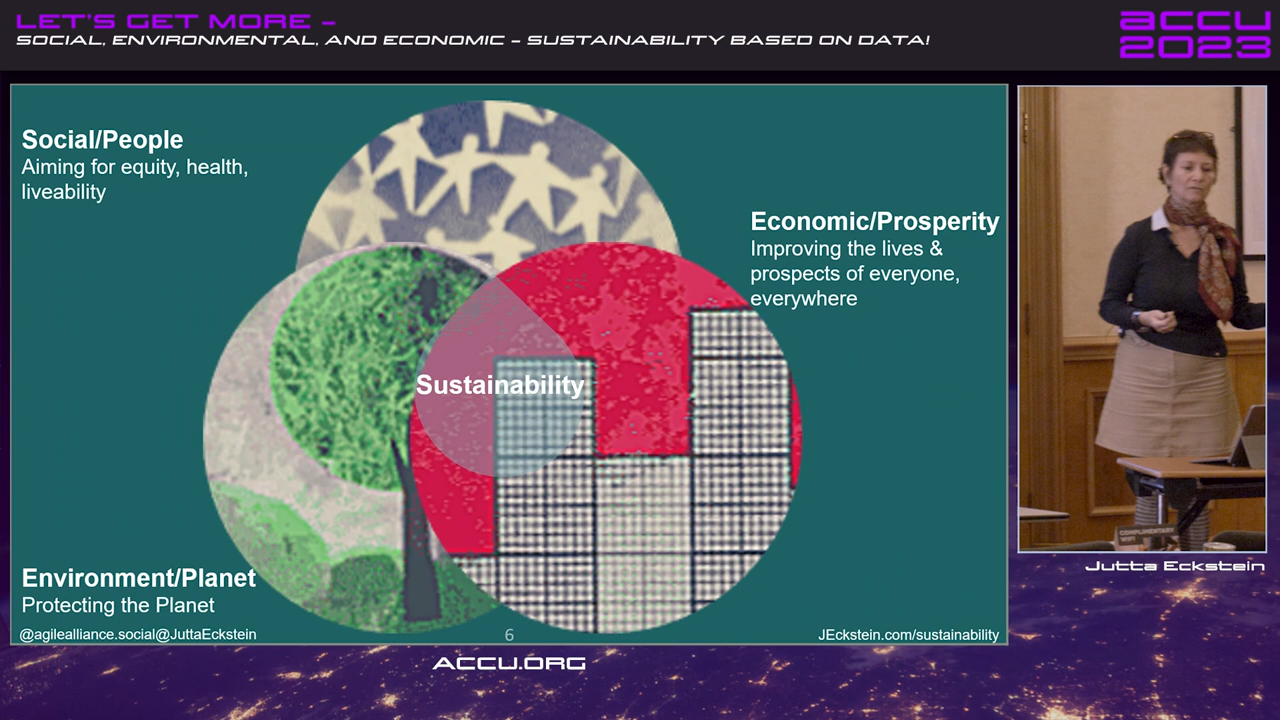 LET'S GET MORE –
SOCIAL, ENVIRONMENTAL, AND ECONOMIC – SUSTAINABILITY BASED ON DATA!
accu
2023
Social/People
Aiming for equity, health,
liveability
Economic/Prosperity
Improving the lives &
prospects of everyone,
everywhere
Sustainability
Environment/Planet
Protecting the Planet
@agilealliance.social@JuttaEckstein
6
JEckstein.com/sustainability
COMPLIMENTARY
WIFI
Jutta Eckstein
ACCU.ORG